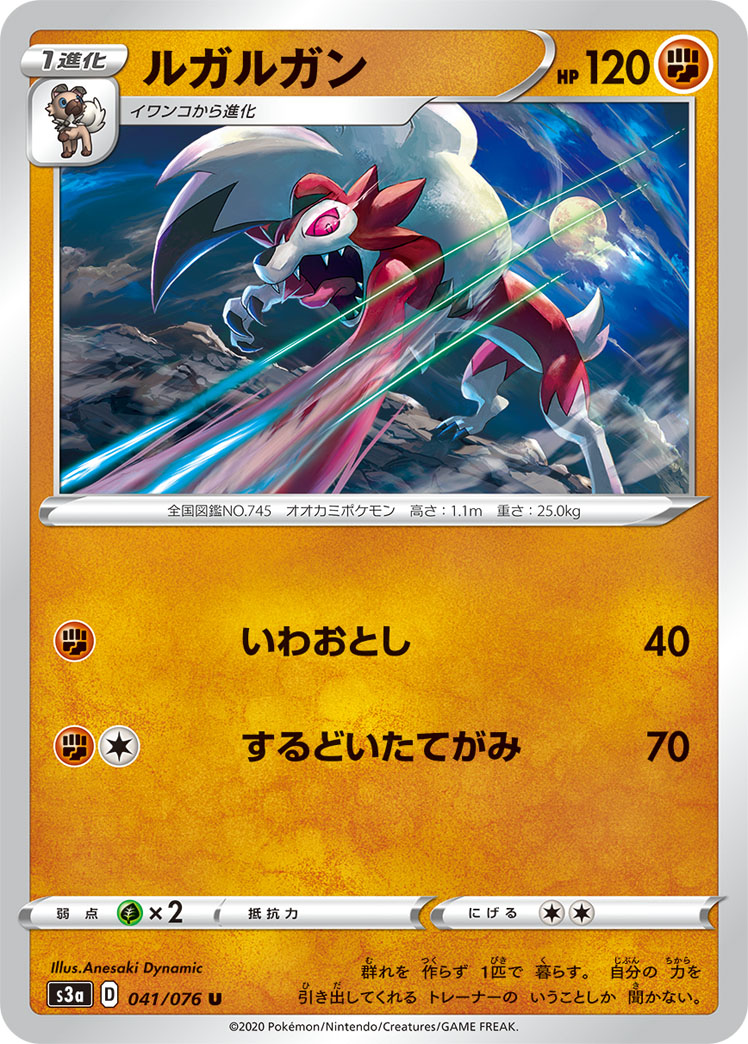 1進化 ルガルガン HP 120
イワンコから進化
全国図鑑NO.745 オオカミポケモン 高さ:1.1m 重さ:25.0kg
いわおとし 40
するどいたてがみ 70
弱点 ×2 抵抗力 にげる
Illus.Anesaki Dynamic
群れを 作らず 1匹で 暮らす。 自分の 力を
引き出してくれる トレーナーの いうことしか 聞かない。
s3a D 041/076 U
©2020 Pokémon/Nintendo/Creatures/GAME FREAK.